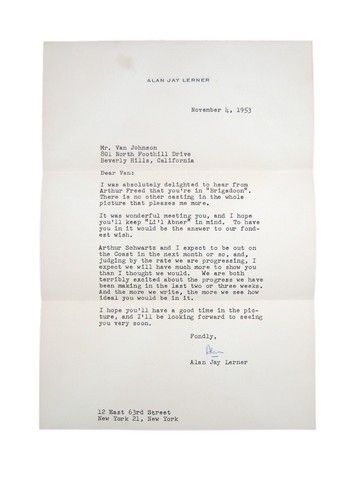 ALAN JAY LERNER
November 4, 1953
Mr. Van Johnson
801 North Foothill Drive
Beverly Hills, California
Dear Van:
I was absolutely delighted to hear from
Arthur Freed that you're in "Brigadoon".
There is no other casting in the whole
picture that pleases me more.
It was wonderful meeting you, and I hope
you'll keep "Li'l Abner" in mind. To have
you in it would be the answer to our fond-
est wish.
Arthur Schwartz and I expect to be out on
the Coast in the next month or so, and,
judging by the rate we are progressing, I
expect we will have much more to show you
than I thought we would. We are both
terribly excited about the progress we have
been making in the last two or three weeks.
And the more we write, the more we see how
ideal you would be in it.
I hope you'll have a good time in the pic-
ture, and I'll be looking forward to seeing
you very soon.
Fondly,
Alan
Alan Jay Lerner
12 East 63rd Street
New York 21, New York